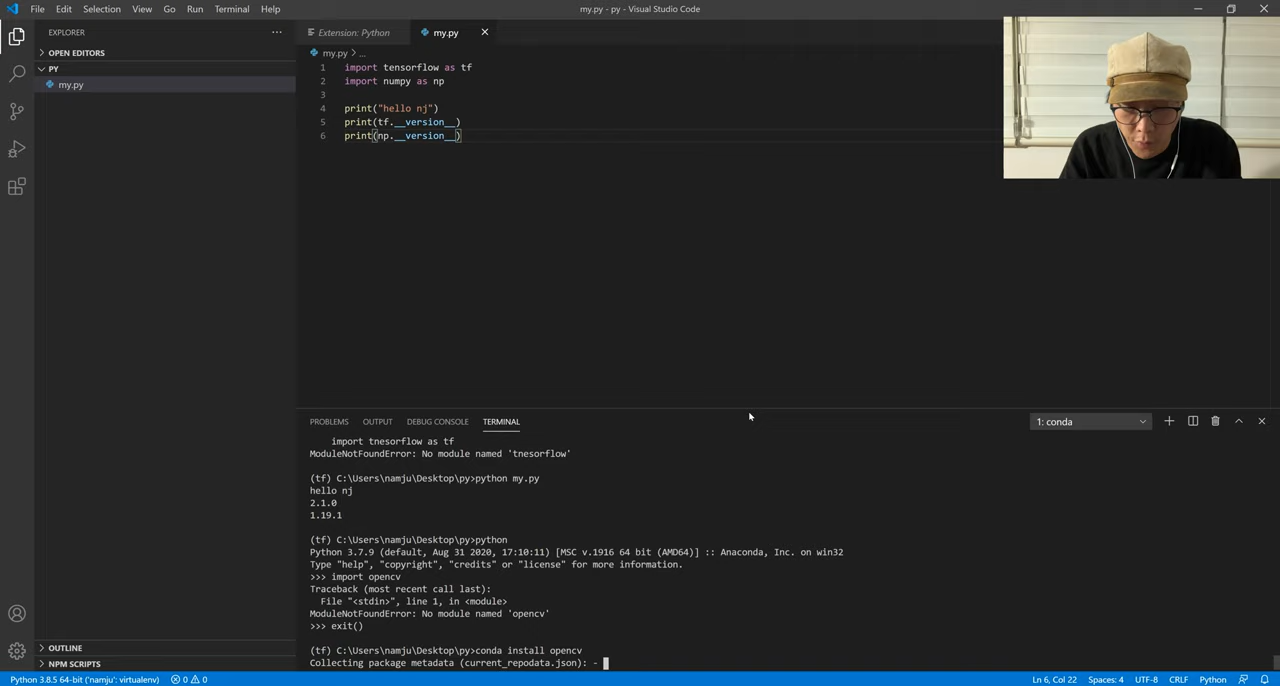 File Edit Selection View Go Run Terminal Help
my.py - py - Visual Studio Code
EXPLORER
OPEN EDITORS
PY
my.py
OUTLINE
NPM SCRIPTS
Extension: Python
my.py
my.py > ...
1 import tensorflow as tf
2 import numpy as np
3
4 print("hello nj")
5 print(tf.__version__)
6 print(np.__version__)
PROBLEMS OUTPUT DEBUG CONSOLE TERMINAL
1: conda
import tnesorflow as tf
ModuleNotFoundError: No module named 'tnesorflow'
(tf) C:\Users\namju\Desktop\py>python my.py
hello nj
2.1.0
1.19.1
(tf) C:\Users\namju\Desktop\py>python
Python 3.7.9 (default, Aug 31 2020, 17:10:11) [MSC v.1916 64 bit (AMD64)] :: Anaconda, Inc. on win32
Type "help", "copyright", "credits" or "license" for more information.
>>> import opencv
Traceback (most recent call last):
File "<stdin>", line 1, in <module>
ModuleNotFoundError: No module named 'opencv'
>>> exit()
(tf) C:\Users\namju\Desktop\py>conda install opencv
Collecting package metadata (current_repodata.json): -
Python 3.8.5 64-bit ('namju': virtualenv) 0 0
Ln 6, Col 22 Spaces: 4 UTF-8 CRLF Python